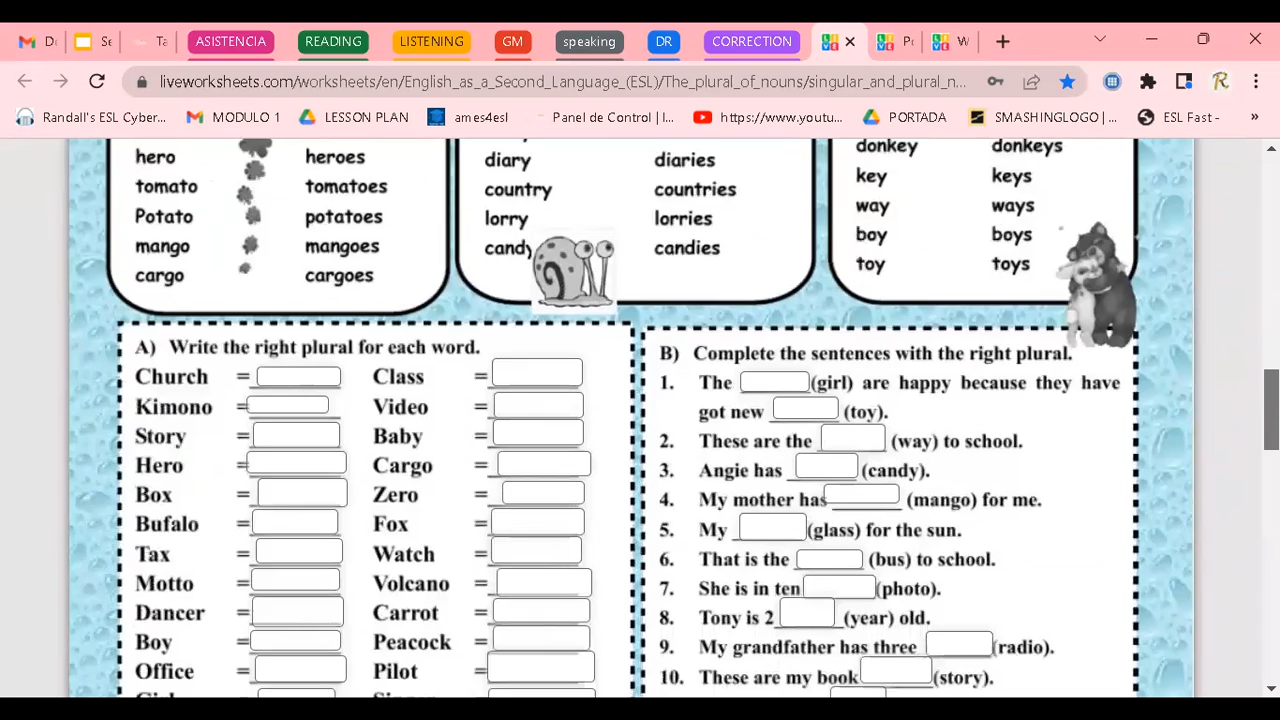 D
Se
Ta
ASISTENCIA
READING
LISTENING
GM
speaking
DR
CORRECTION
P
W
liveworksheets.com/worksheets/en/English_as_a_Second_Language_(ESL)/The_plural_of_nouns/singular_and_plural_n...
Randall's ESL Cyber...
MODULO 1
LESSON PLAN
ames4esl
Panel de Control | I...
https://www.youtu...
PORTADA
SMASHINGLOGO | ...
ESL Fast -
»
hero heroes
tomato tomatoes
Potato potatoes
mango mangoes
cargo cargoes
diary diaries
country countries
lorry lorries
candy candies
donkey donkeys
key keys
way ways
boy boys
toy toys
A) Write the right plural for each word.
Church = Class =
Kimono = Video =
Story = Baby =
Hero = Cargo =
Box = Zero =
Bufalo = Fox =
Tax = Watch =
Motto = Volcano =
Dancer = Carrot =
Boy = Peacock =
Office = Pilot =
B) Complete the sentences with the right plural.
1. The (girl) are happy because they have
got new (toy).
2. These are the (way) to school.
3. Angie has (candy).
4. My mother has (mango) for me.
5. My (glass) for the sun.
6. That is the (bus) to school.
7. She is in ten (photo).
8. Tony is 2 (year) old.
9. My grandfather has three (radio).
10. These are my book (story).